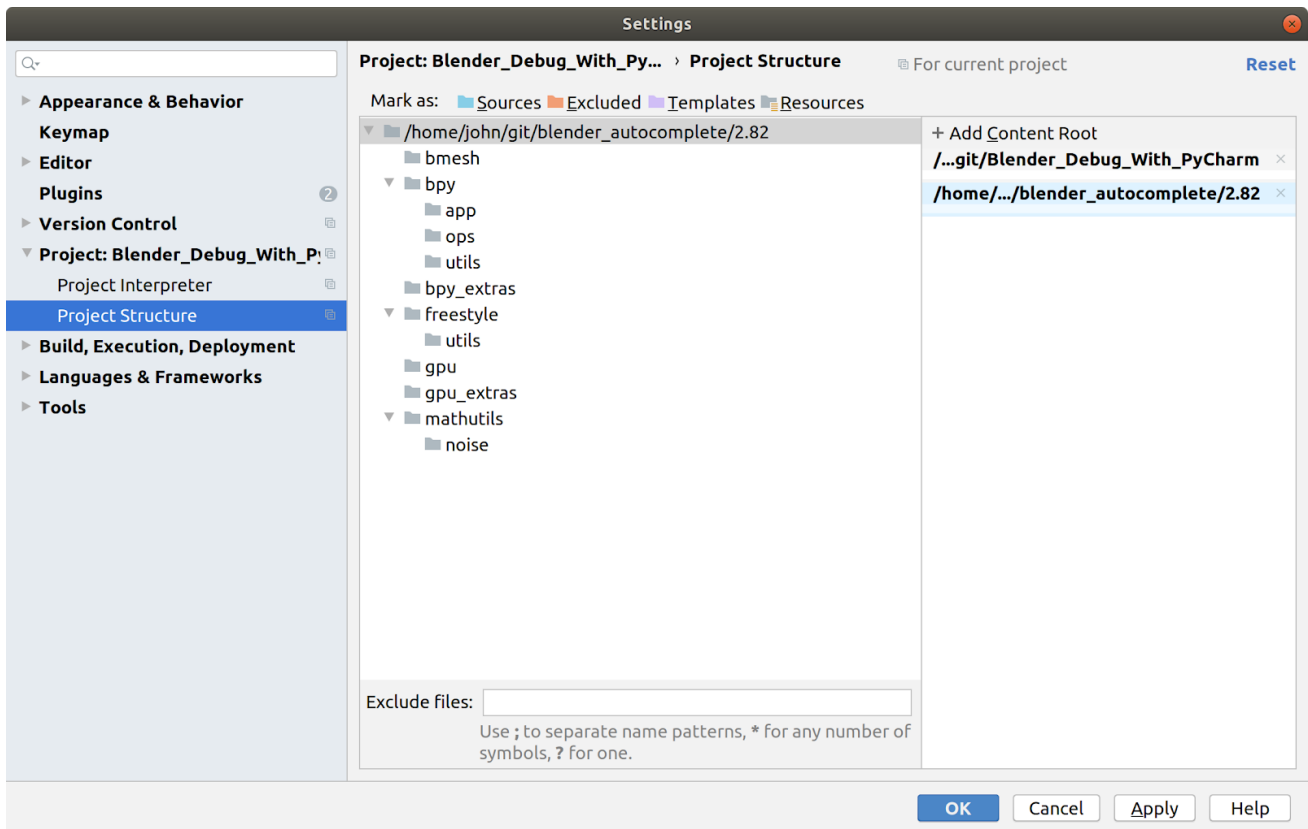 Settings
Appearance & Behavior
Keymap
Editor
Plugins 2
Version Control
Project: Blender_Debug_With_Py
Project Interpreter
Project Structure
Build, Execution, Deployment
Languages & Frameworks
Tools
Project: Blender_Debug_With_Py... › Project Structure
For current project
Reset
Mark as: Sources Excluded Templates Resources
/home/john/git/blender_autocomplete/2.82
bmesh
bpy
app
ops
utils
bpy_extras
freestyle
utils
gpu
gpu_extras
mathutils
noise
Exclude files:
Use ; to separate name patterns, * for any number of
symbols, ? for one.
+ Add Content Root
/...git/Blender_Debug_With_PyCharm ×
/home/.../blender_autocomplete/2.82 ×
OK Cancel Apply Help